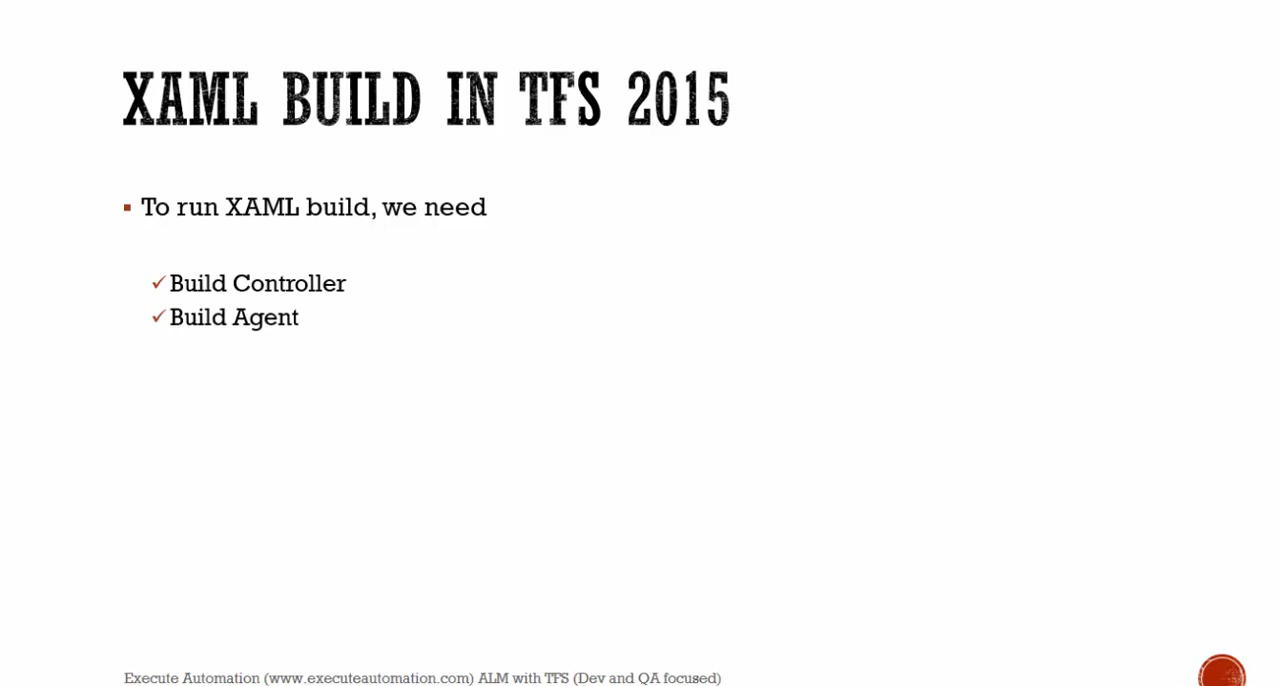 XAML BUILD IN TFS 2015
To run XAML build, we need
Build Controller
Build Agent
Execute Automation (www.executeautomation.com) ALM with TFS (Dev and QA focused)